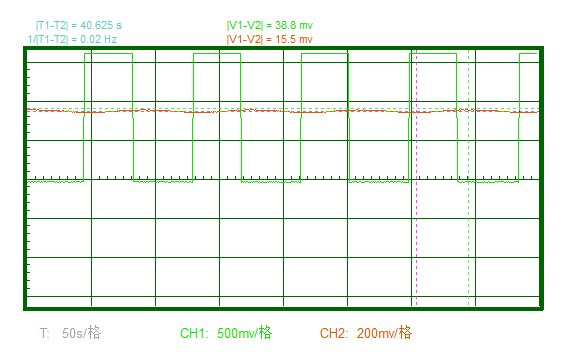 |T1-T2| = 40.625 s |V1-V2| = 38.8 mv
1/|T1-T2| = 0.02 Hz |V1-V2| = 15.5 mv
T: 50s/格 CH1: 500mv/格 CH2: 200mv/格